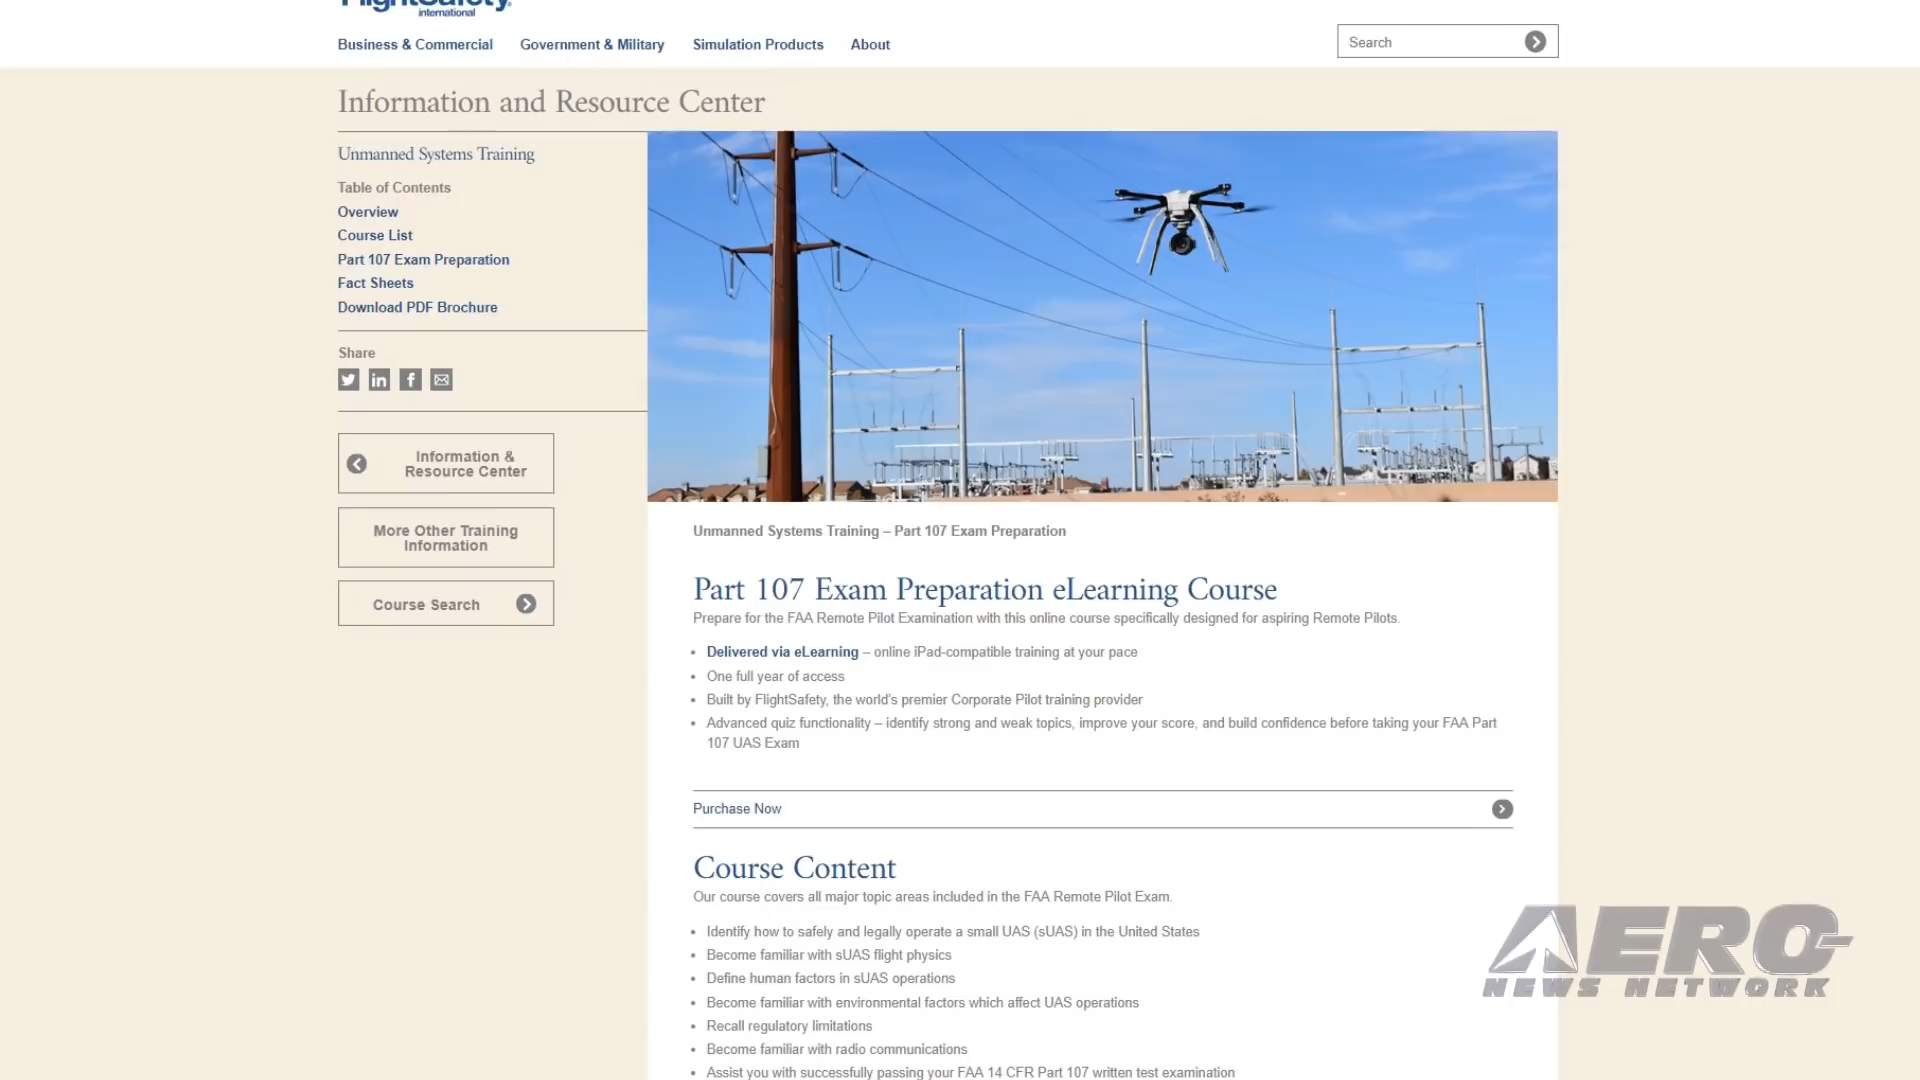 FlightSafety
international
Business & Commercial
Government & Military
Simulation Products
About
Search
Information and Resource Center
Unmanned Systems Training
Table of Contents
Overview
Course List
Part 107 Exam Preparation
Fact Sheets
Download PDF Brochure
Share
Information &
Resource Center
More Other Training
Information
Course Search
Unmanned Systems Training – Part 107 Exam Preparation
Part 107 Exam Preparation eLearning Course
Prepare for the FAA Remote Pilot Examination with this online course specifically designed for aspiring Remote Pilots.
• Delivered via eLearning – online iPad-compatible training at your pace
• One full year of access
• Built by FlightSafety, the world's premier Corporate Pilot training provider
• Advanced quiz functionality – identify strong and weak topics, improve your score, and build confidence before taking your FAA Part
107 UAS Exam
Purchase Now
Course Content
Our course covers all major topic areas included in the FAA Remote Pilot Exam.
• Identify how to safely and legally operate a small UAS (sUAS) in the United States
• Become familiar with sUAS flight physics
• Define human factors in sUAS operations
• Become familiar with environmental factors which affect UAS operations
• Recall regulatory limitations
• Become familiar with radio communications
• Assist you with successfully passing your FAA 14 CFR Part 107 written test examination
AERO-
NEWS NETWORK